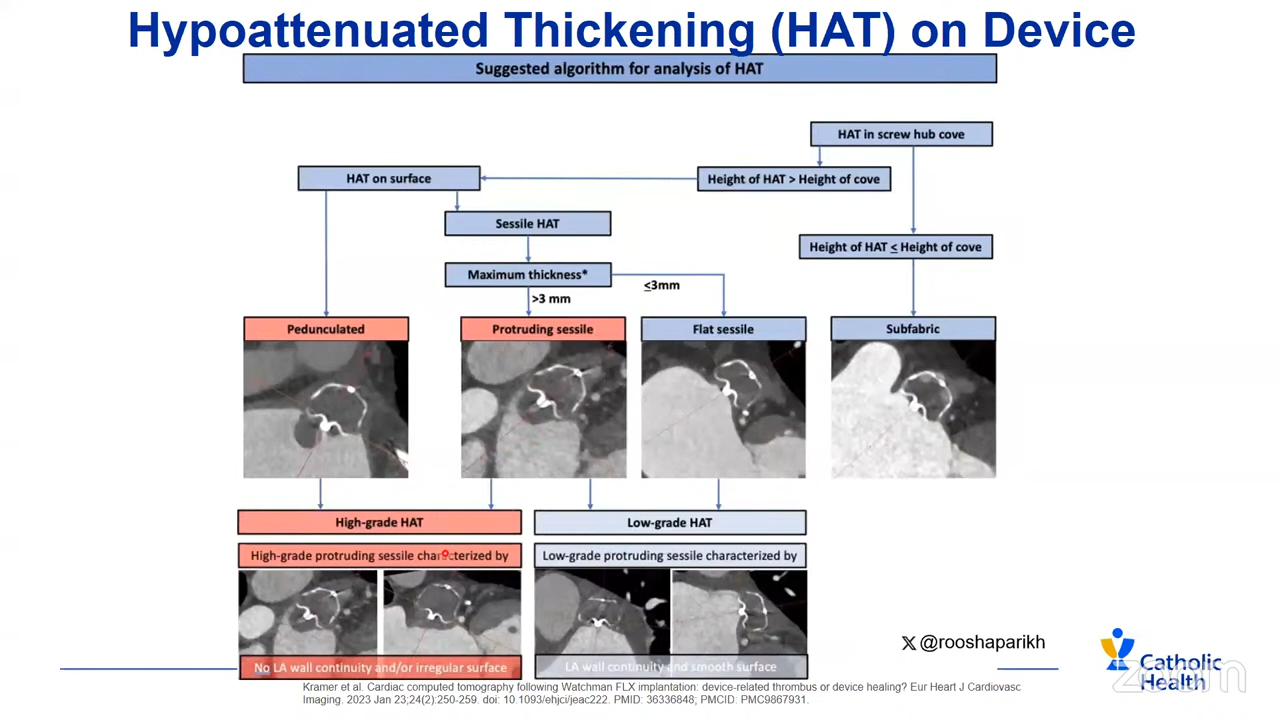 Hypoattenuated Thickening (HAT) on Device
Suggested algorithm for analysis of HAT
HAT in screw hub cove
HAT on surface
Height of HAT > Height of cove
Sessile HAT
Height of HAT ≤ Height of cove
Maximum thickness*
≤3mm
>3 mm
Pedunculated
Protruding sessile
Flat sessile
Subfabric
High-grade HAT
Low-grade HAT
High-grade protruding sessile characterized by
Low-grade protruding sessile characterized by
No LA wall continuity and/or irregular surface
LA wall continuity and smooth surface
X @rooshaparikh
Catholic
Health
zoom
Kramer et al. Cardiac computed tomography following Watchman FLX implantation: device-related thrombus or device healing? Eur Heart J Cardiovasc
Imaging. 2023 Jan 23;24(2):250-259. doi: 10.1093/ehjci/jeac222. PMID: 36336848; PMCID: PMC9867931.